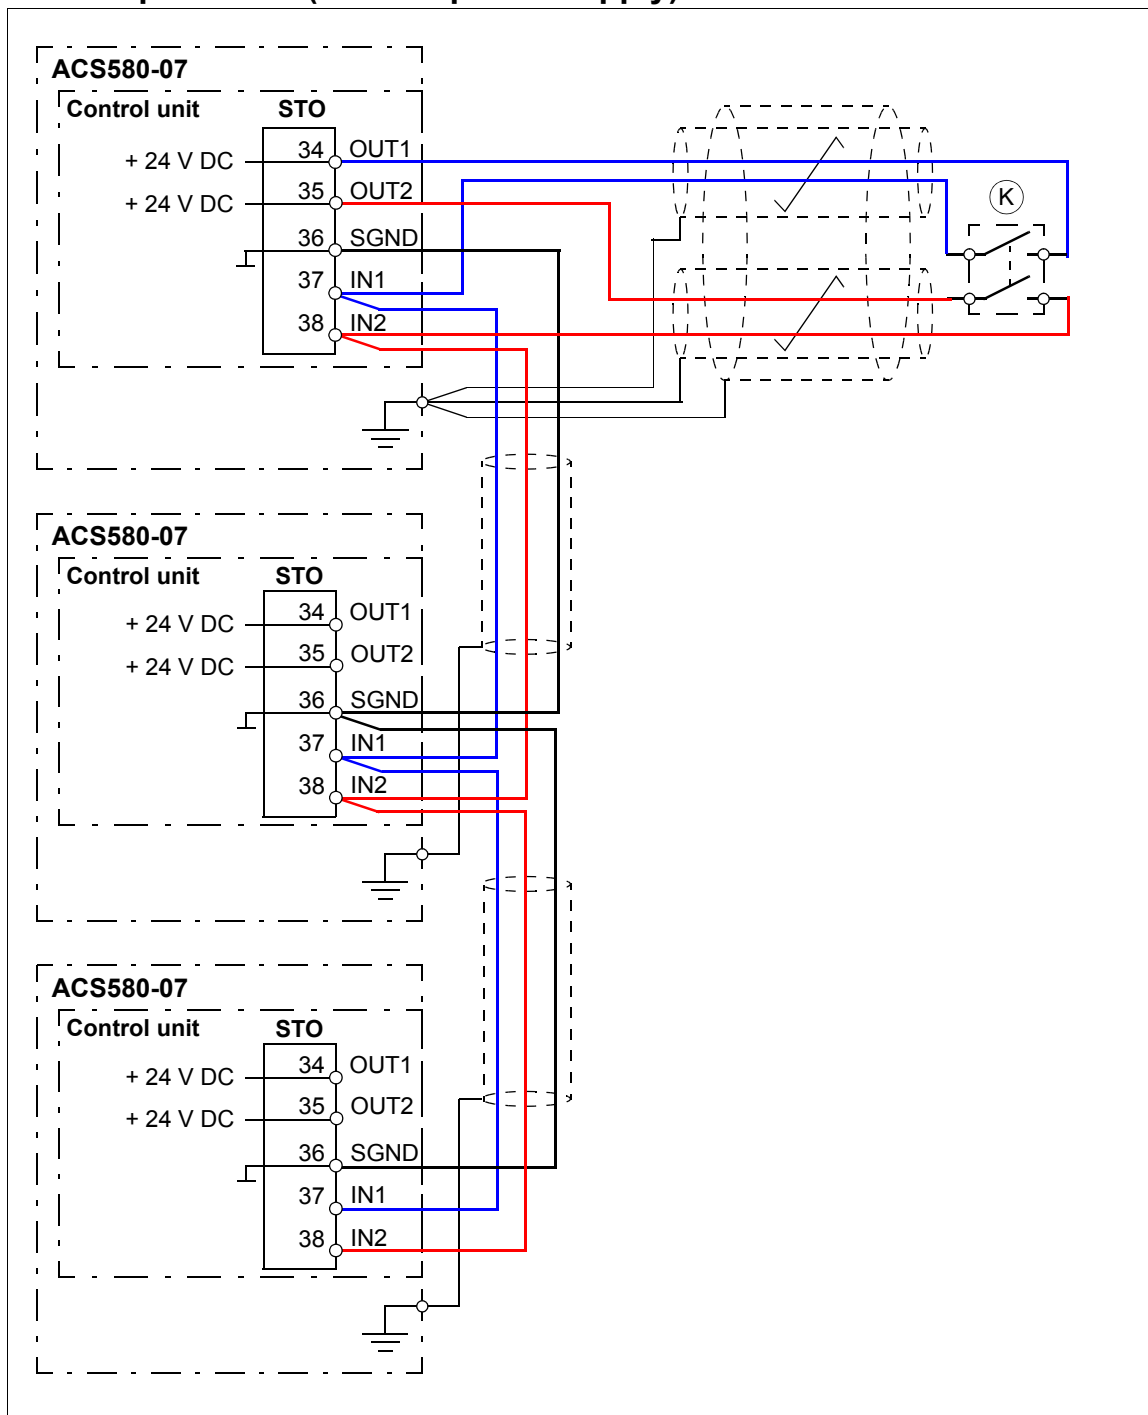 ACS580-07
Control unit STO
+ 24 V DC 34 OUT1
+ 24 V DC 35 OUT2
36 SGND
37 IN1
38 IN2
K
ACS580-07
Control unit STO
+ 24 V DC 34 OUT1
+ 24 V DC 35 OUT2
36 SGND
37 IN1
38 IN2
ACS580-07
Control unit STO
+ 24 V DC 34 OUT1
+ 24 V DC 35 OUT2
36 SGND
37 IN1
38 IN2